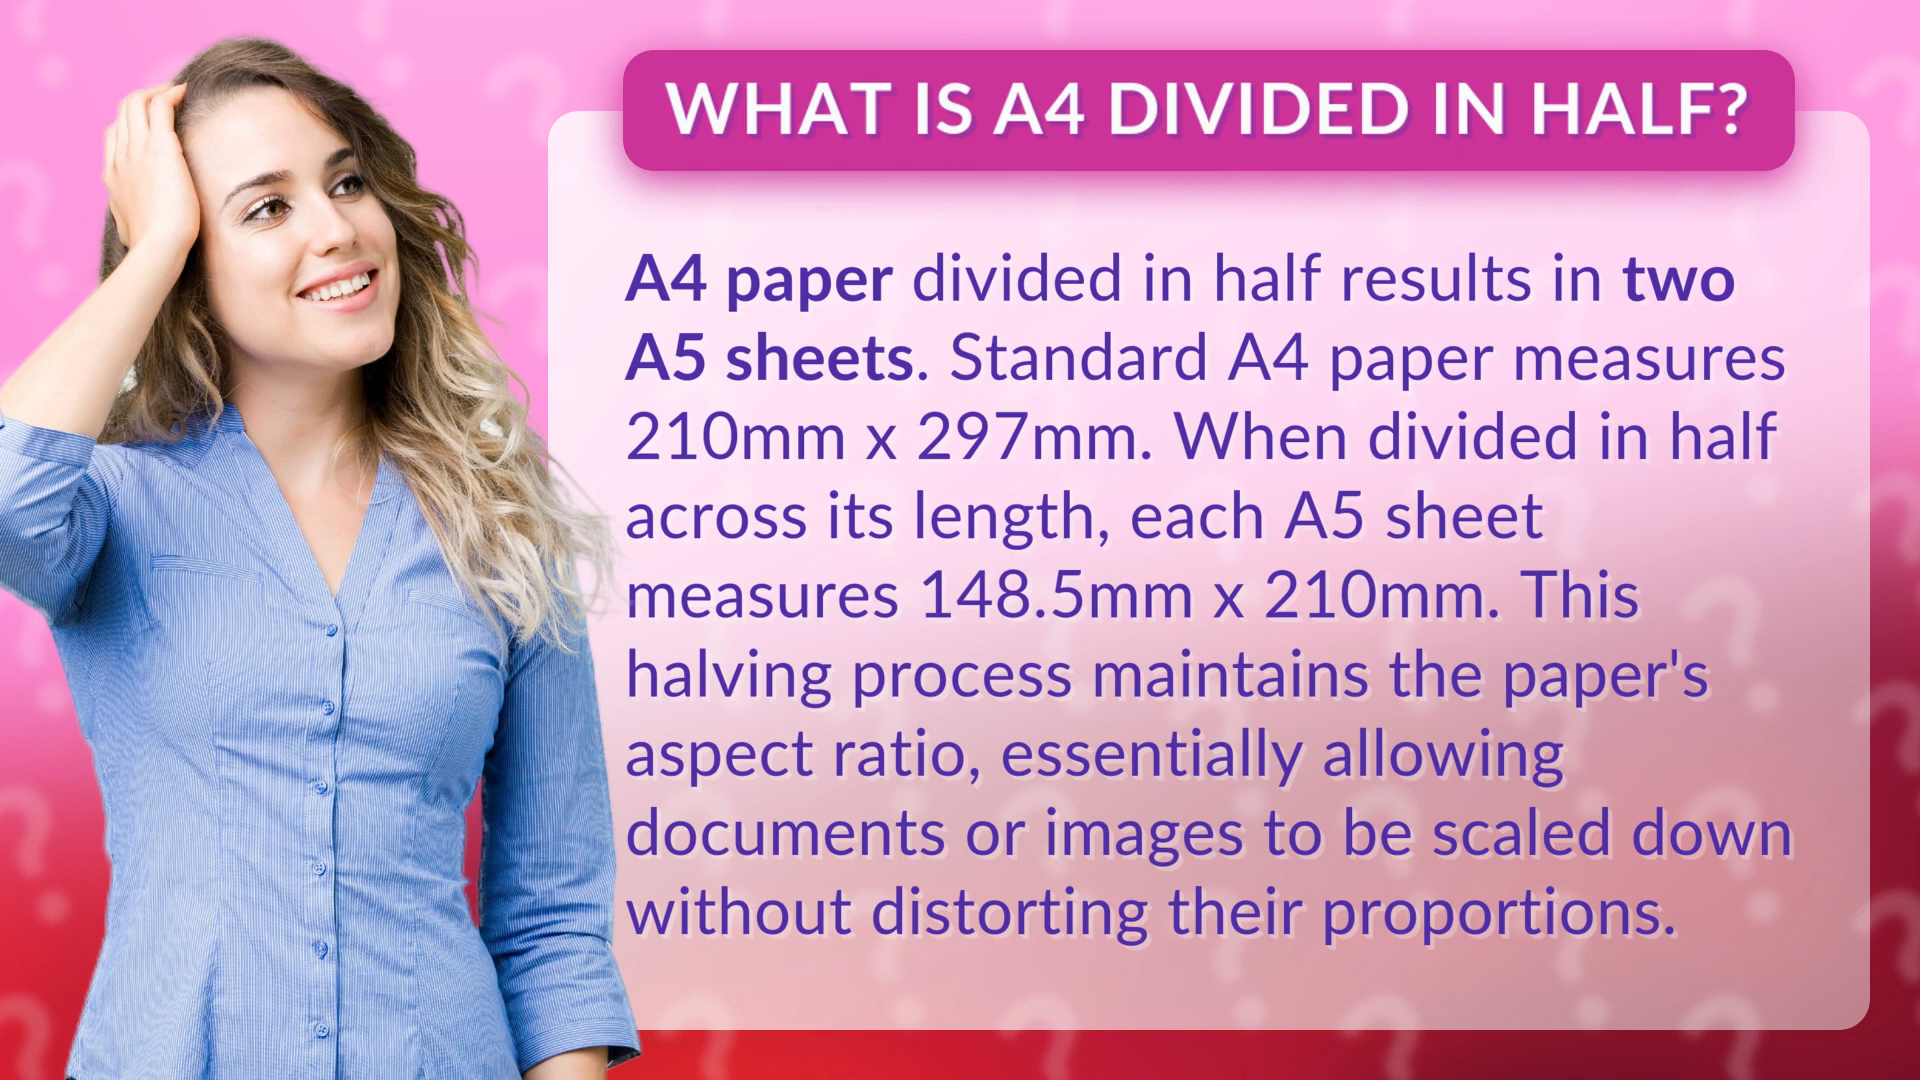 WHAT IS A4 DIVIDED IN HALF?
A4 paper divided in half results in two
A5 sheets. Standard A4 paper measures
210mm x 297mm. When divided in half
across its length, each A5 sheet
measures 148.5mm x 210mm. This
halving process maintains the paper's
aspect ratio, essentially allowing
documents or images to be scaled down
without distorting their proportions.